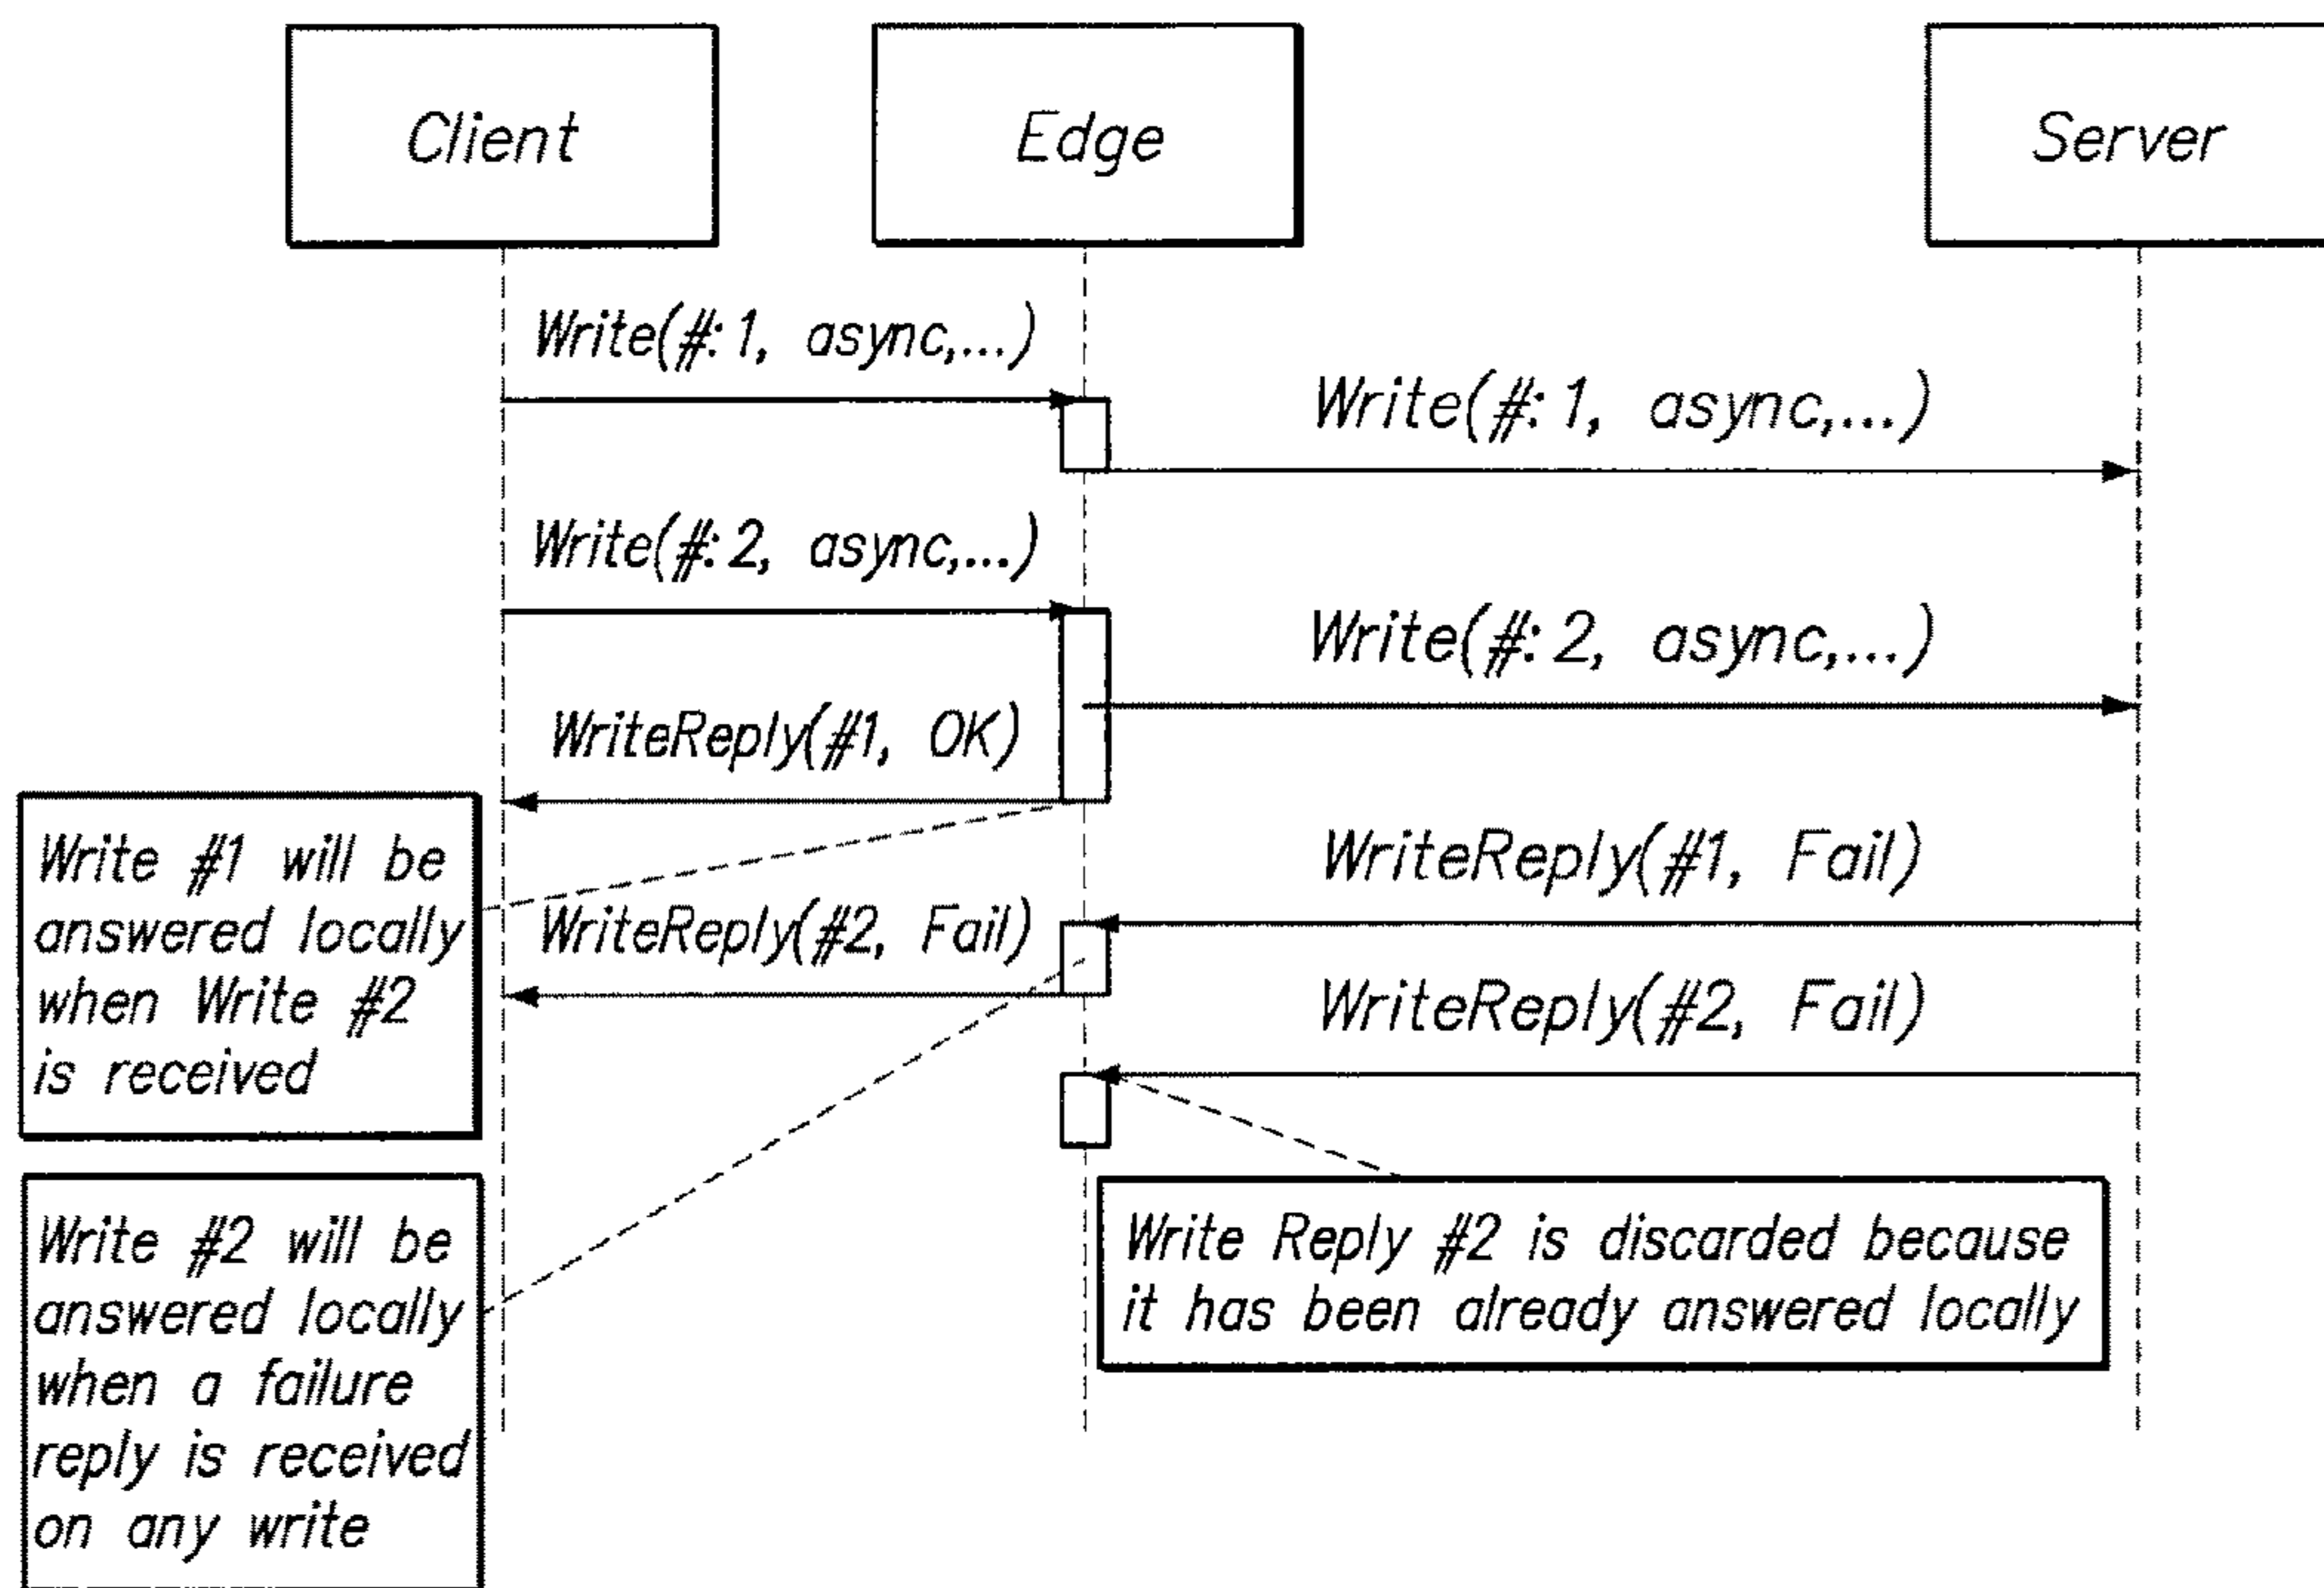 Client
Edge
Server
Write(#:1, async,...)
Write(#:1, async,...)
Write(#:2, async,...)
Write(#:2, async,...)
WriteReply(#1, OK)
Write #1 will be
answered locally
when Write #2
is received
WriteReply(#1, Fail)
WriteReply(#2, Fail)
WriteReply(#2, Fail)
Write #2 will be
answered locally
when a failure
reply is received
on any write
Write Reply #2 is discarded because
it has been already answered locally